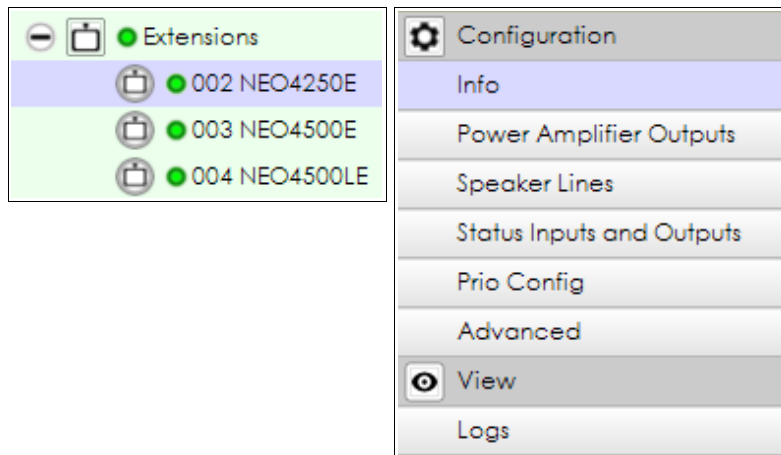 Extensions
002 NEO4250E
003 NEO4500E
004 NEO4500LE
Configuration
Info
Power Amplifier Outputs
Speaker Lines
Status Inputs and Outputs
Prio Config
Advanced
View
Logs